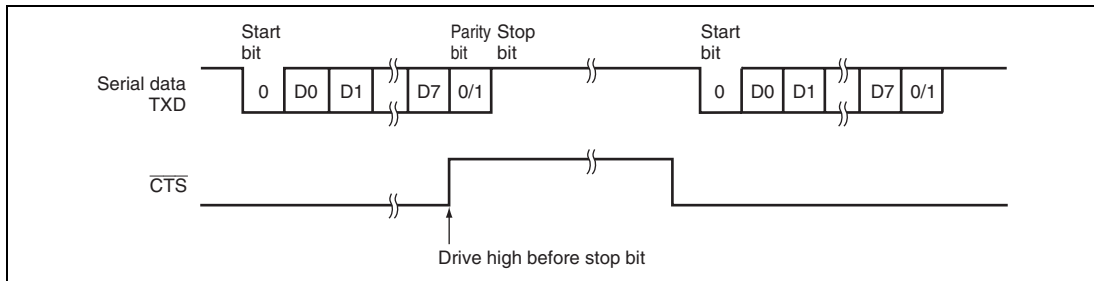 Start
bit
Parity
bit
Stop
bit
Start
bit
Serial data
TXD
0
D0
D1
D7
0/1
0
D0
D1
D7
0/1
CTS
Drive high before stop bit